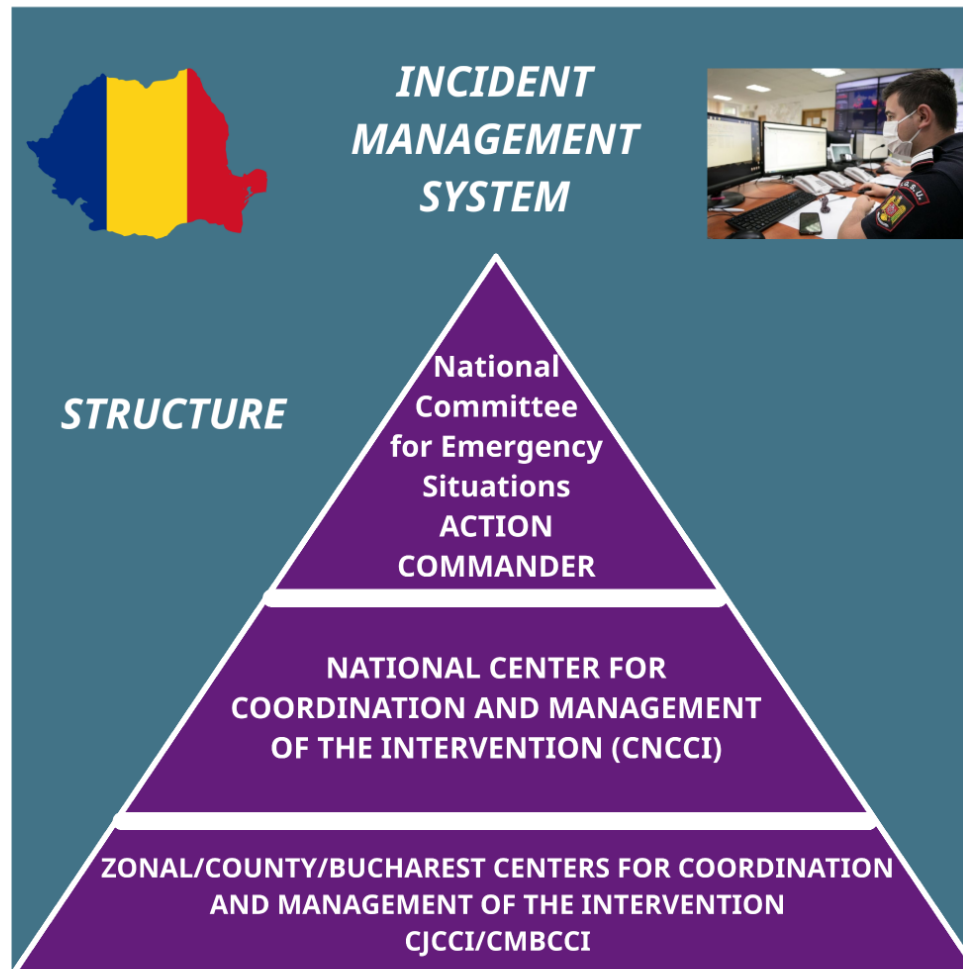 INCIDENT
MANAGEMENT
SYSTEM
STRUCTURE
National
Committee
for Emergency
Situations
ACTION
COMMANDER
NATIONAL CENTER FOR
COORDINATION AND MANAGEMENT
OF THE INTERVENTION (CNCCI)
ZONAL/COUNTY/BUCHAREST CENTERS FOR COORDINATION
AND MANAGEMENT OF THE INTERVENTION
CJCCI/CMBCCI